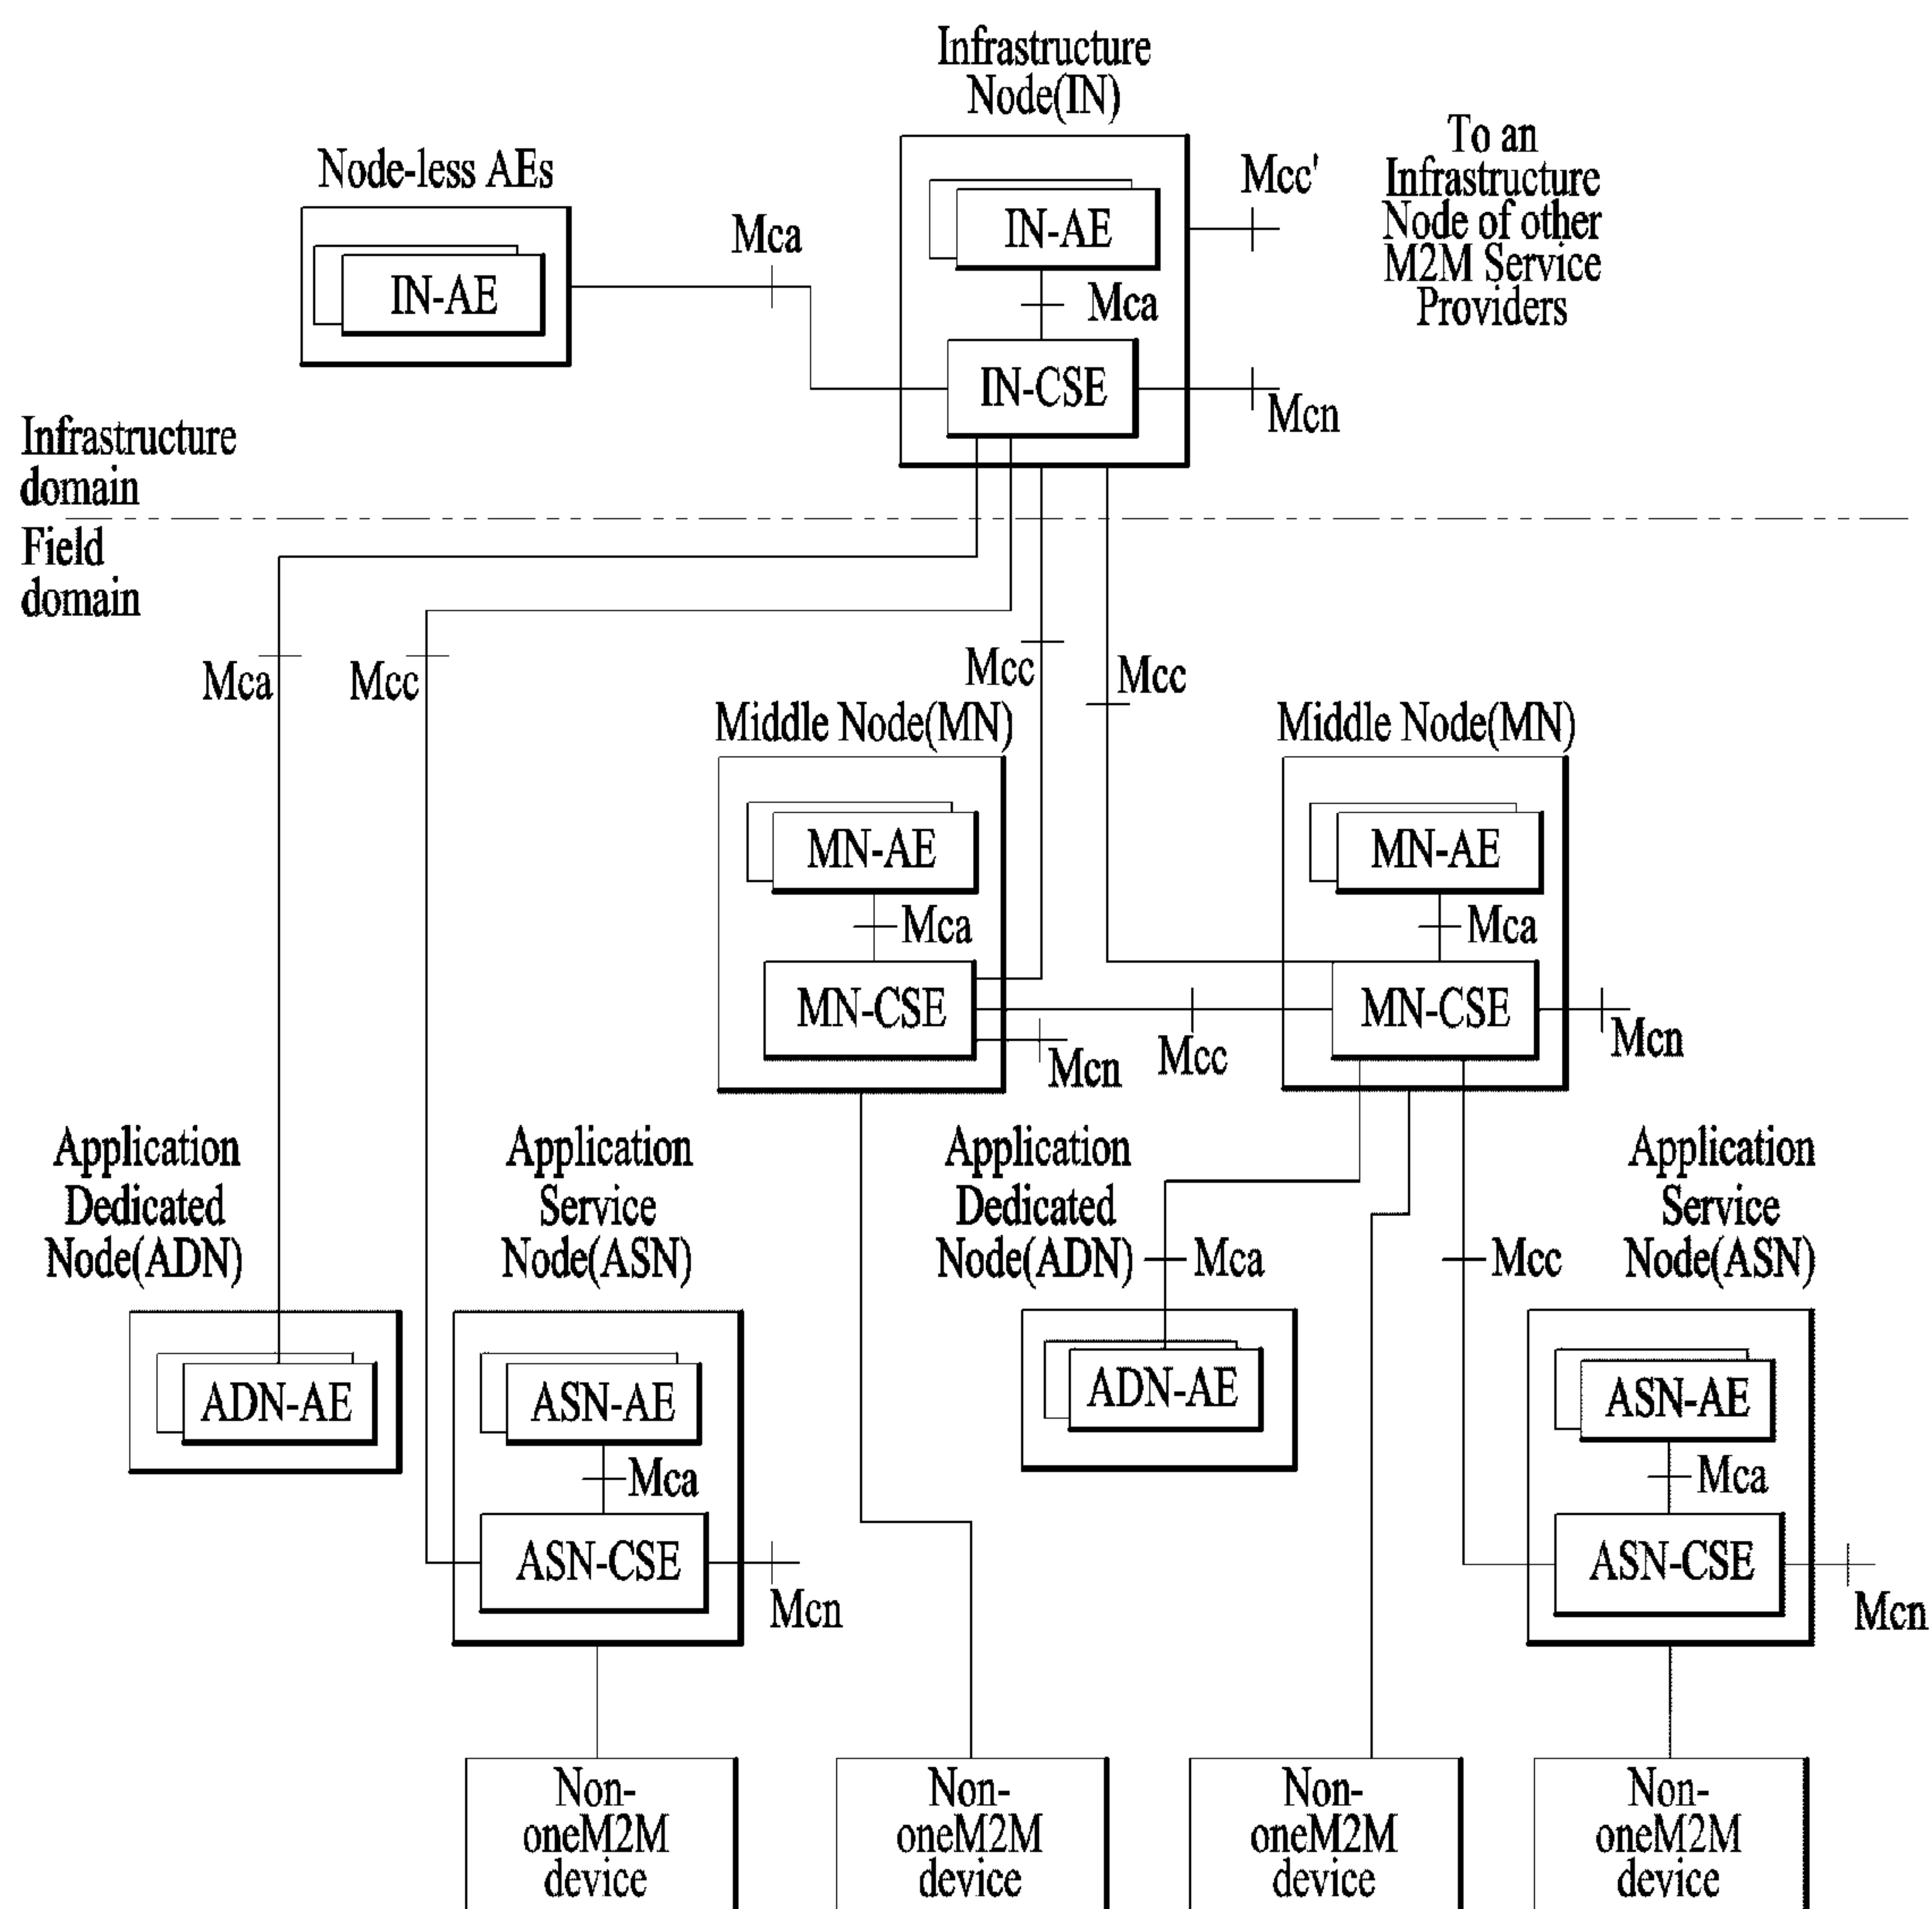 Infrastructure
Node(IN)
Node-less AEs
IN-AE
Mca
IN-AE
Mca
IN-CSE
Mcc'
To an
Infrastructure
Node of other
M2M Service
Providers
Mcn
Infrastructure
domain
Field
domain
Mca
Mcc
Mcc
Mcc
Middle Node(MN)
MN-AE
Mca
MN-CSE
Mcn
Mcc
Middle Node(MN)
MN-AE
Mca
MN-CSE
Mcn
Application
Dedicated
Node(ADN)
ADN-AE
Application
Service
Node(ASN)
ASN-AE
Mca
ASN-CSE
Mcn
Application
Dedicated
Node(ADN)
Mca
ADN-AE
Mcc
Application
Service
Node(ASN)
ASN-AE
Mca
ASN-CSE
Mcn
Non-
oneM2M
device
Non-
oneM2M
device
Non-
oneM2M
device
Non-
oneM2M
device